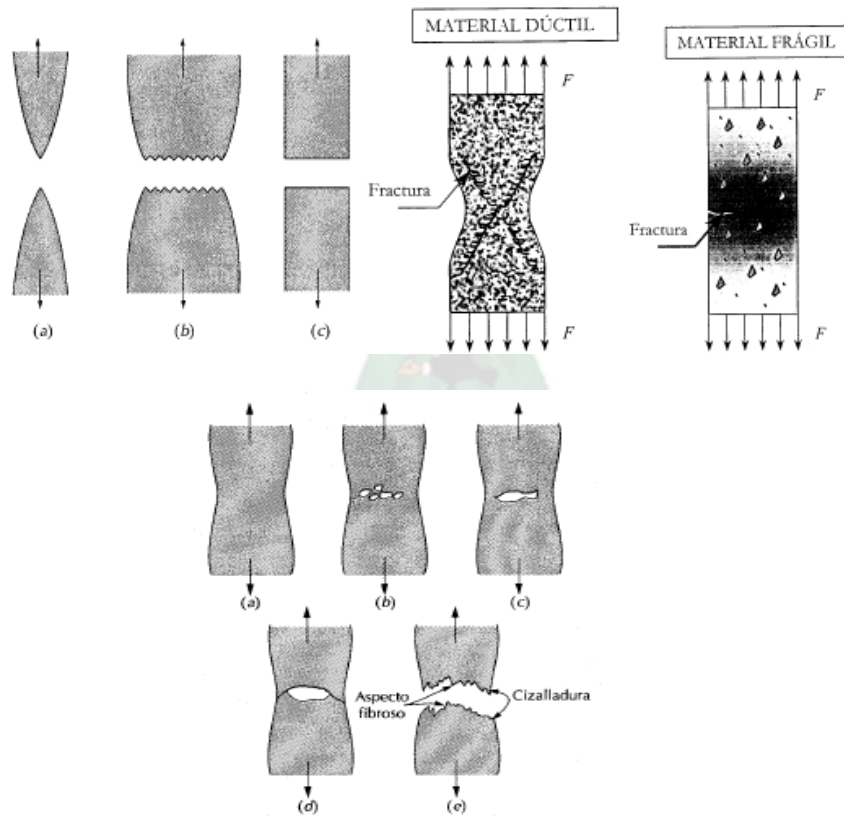 MATERIAL DÚCTIL
MATERIAL FRÁGIL
F
F
Fractura
Fractura
F
F
(a)
(b)
(c)
(a)
(b)
(c)
Aspecto
fibroso
Cizalladura
(d)
(e)